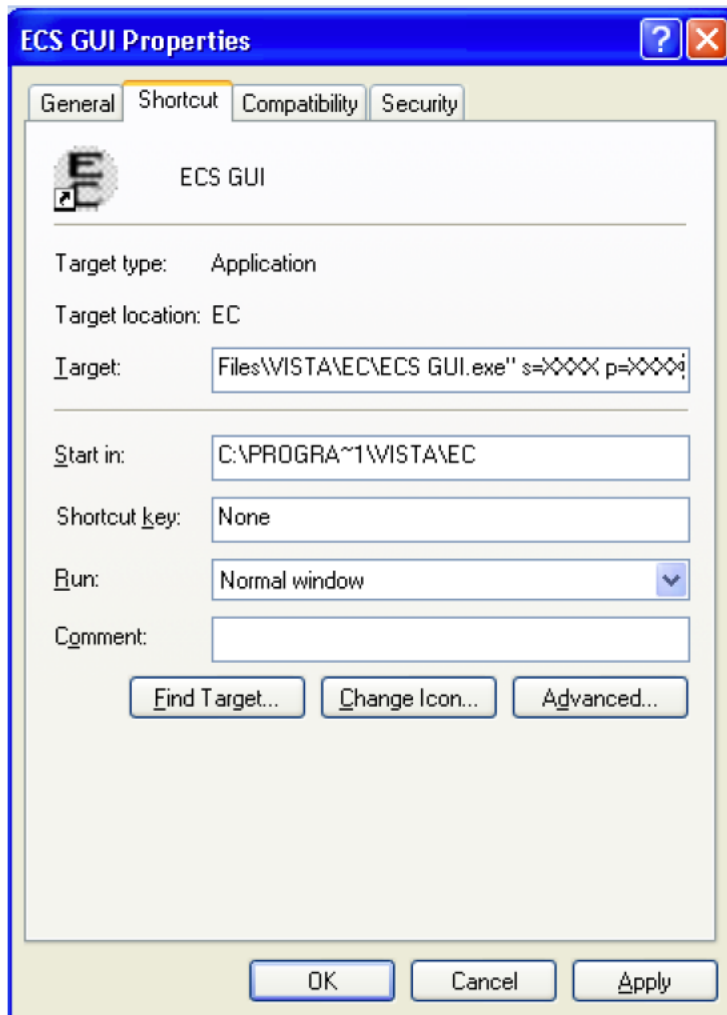 ECS GUI Properties
General Shortcut Compatibility Security
EC
ECS GUI
Target type: Application
Target location: EC
Target: Files\VISTA\EC\ECS GUI.exe" s=XXXX p=XXXX
Start in: C:\PROGRA~1\VISTA\EC
Shortcut key: None
Run: Normal window
Comment:
Find Target... Change Icon... Advanced...
OK Cancel Apply